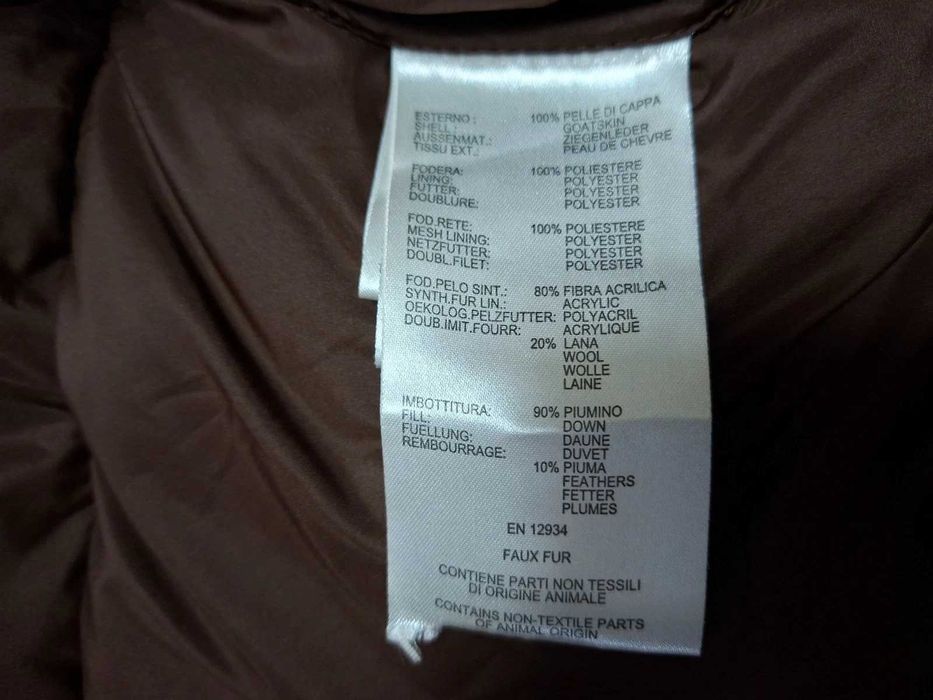 ESTERNO: 100% PELLE DI CAPPA
SHELL: GOATSKIN
AUSSENMAT.: ZIEGENLEDER
TISSU EXT.: PEAU DE CHEVRE
FODERA: 100% POLIESTERE
LINING: POLYESTER
FUTTER: POLYESTER
DOUBLURE: POLYESTER
FOD.RETE: 100% POLIESTERE
MESH LINING: POLYESTER
NETZFUTTER: POLYESTER
DOUBL.FILET: POLYESTER
FOD.PELO SINT.: 80% FIBRA ACRILICA
SYNTH.FUR LIN.: ACRYLIC
OEKOLOG.PELZFUTTER: POLYACRIL
DOUB.IMIT.FOURR: ACRYLIQUE
20% LANA
WOOL
WOLLE
LAINE
IMBOTTITURA: 90% PIUMINO
FILL: DOWN
FUELLUNG: DAUNE
REMBOURRAGE: DUVET
10% PIUMA
FEATHERS
FETTER
PLUMES
EN 12934
FAUX FUR
CONTIENE PARTI NON TESSILI
DI ORIGINE ANIMALE
CONTAINS NON-TEXTILE PARTS
OF ANIMAL ORIGIN